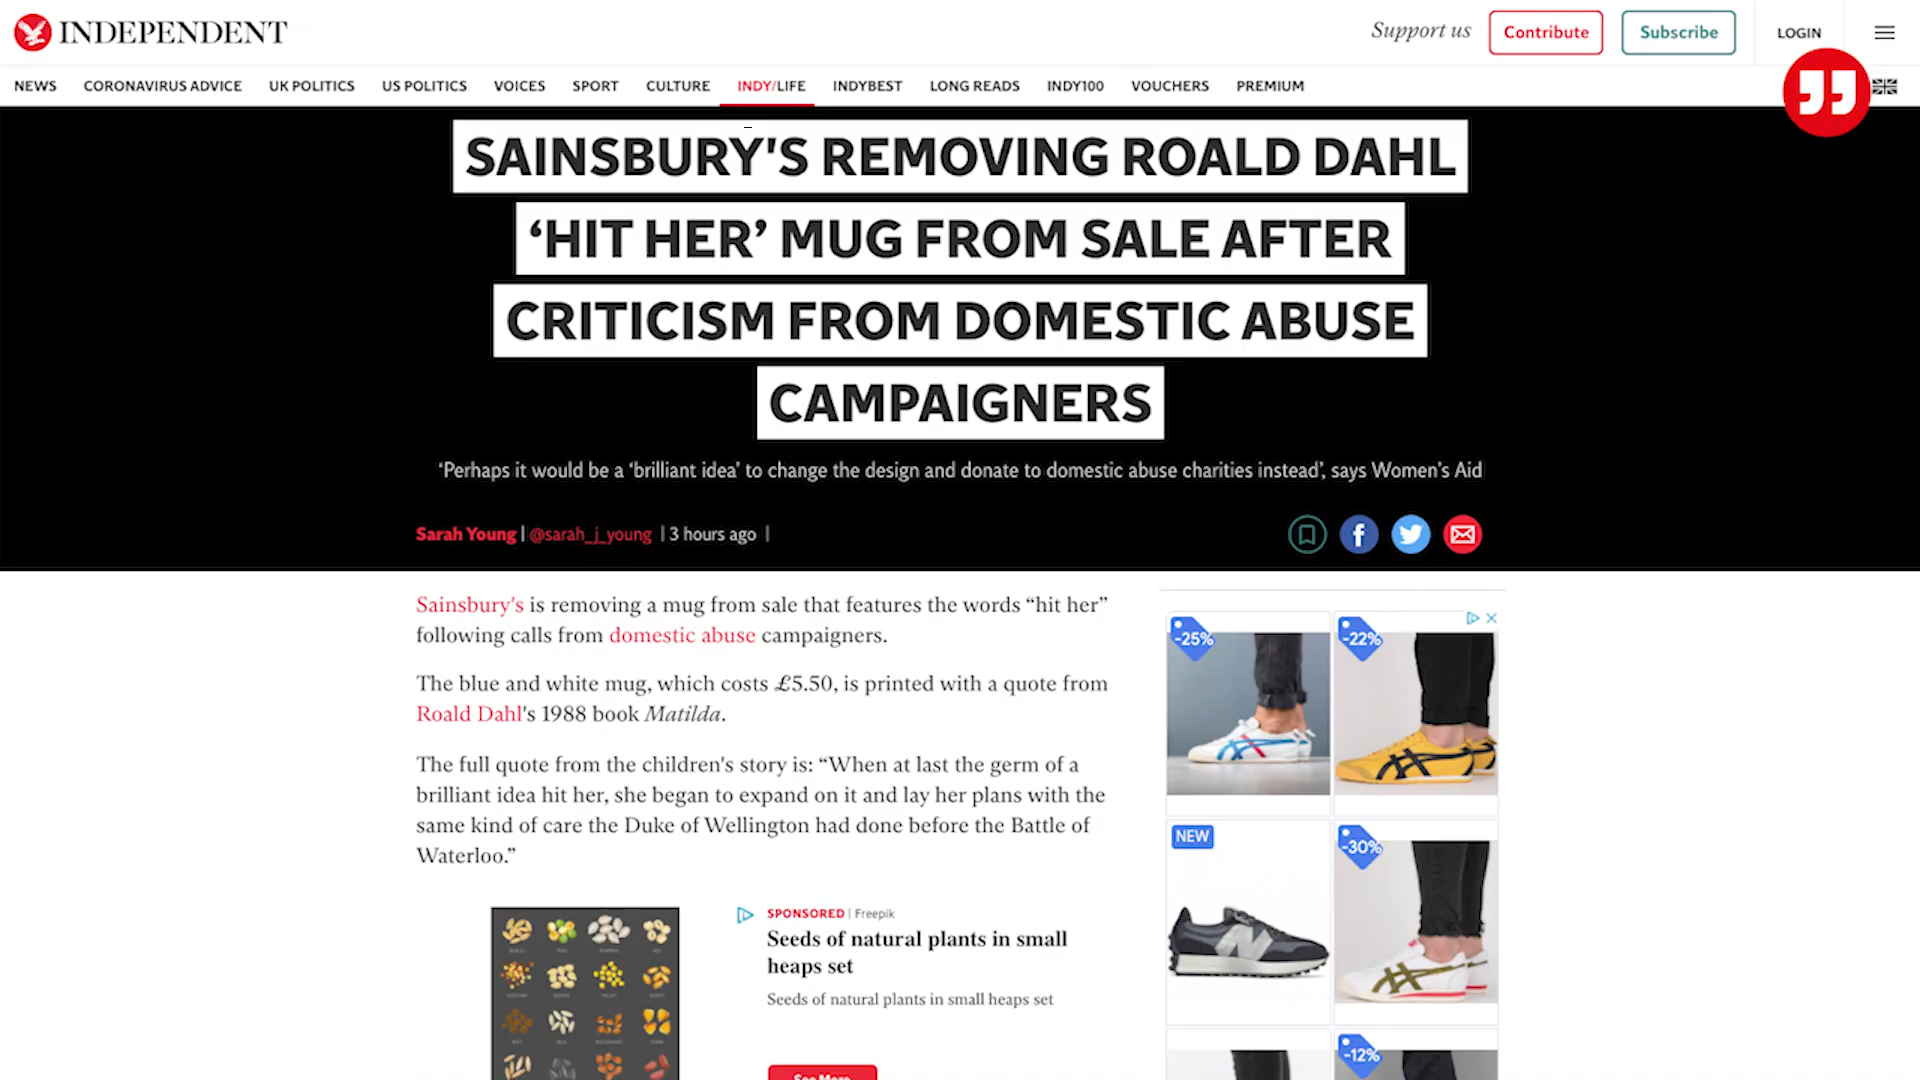 INDEPENDENT
Support us
Contribute
Subscribe
LOGIN
NEWS CORONAVIRUS ADVICE UK POLITICS US POLITICS VOICES SPORT CULTURE INDY/LIFE INDYBEST LONG READS INDY100 VOUCHERS PREMIUM
SAINSBURY'S REMOVING ROALD DAHL
‘HIT HER’ MUG FROM SALE AFTER
CRITICISM FROM DOMESTIC ABUSE
CAMPAIGNERS
‘Perhaps it would be a ‘brilliant idea’ to change the design and donate to domestic abuse charities instead’, says Women’s Aid
Sarah Young | @sarah_j_young | 3 hours ago |
Sainsbury's is removing a mug from sale that features the words “hit her”
following calls from domestic abuse campaigners.
The blue and white mug, which costs £5.50, is printed with a quote from
Roald Dahl's 1988 book Matilda.
The full quote from the children's story is: “When at last the germ of a
brilliant idea hit her, she began to expand on it and lay her plans with the
same kind of care the Duke of Wellington had done before the Battle of
Waterloo.”
SPONSORED | Freepik
Seeds of natural plants in small
heaps set
Seeds of natural plants in small heaps set
See More
-25%
-22%
NEW
-30%
-12%